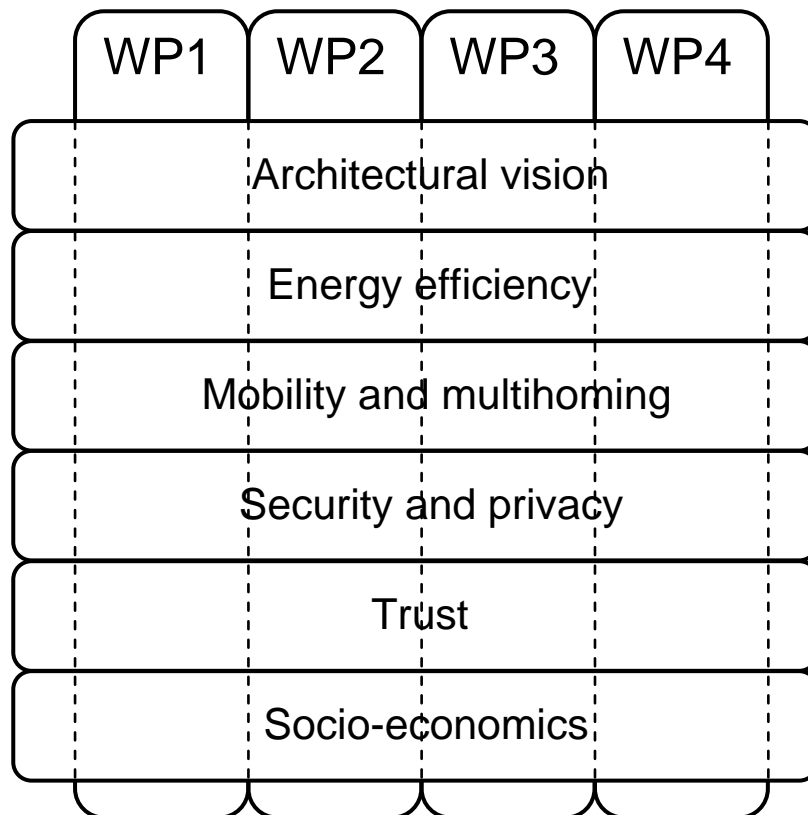 WP1 WP2 WP3 WP4
Architectural vision
Energy efficiency
Mobility and multihoming
Security and privacy
Trust
Socio-economics